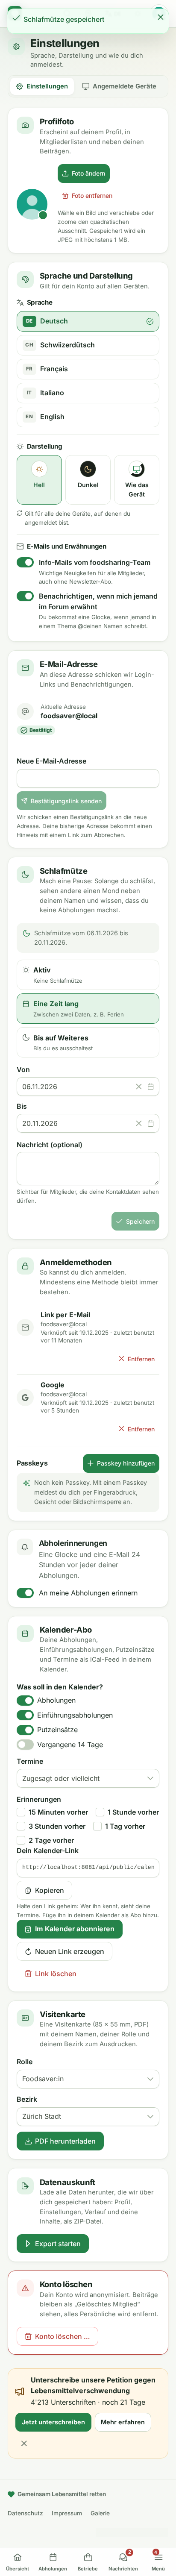 Schlafmütze gespeichert
Einstellungen
Sprache, Darstellung und wie du dich
anmeldest.
Einstellungen
Angemeldete Geräte
Profilfoto
Erscheint auf deinem Profil, in
Mitgliederlisten und neben deinen
Beiträgen.
Foto ändern
Foto entfernen
Wähle ein Bild und verschiebe oder
zoome den quadratischen
Ausschnitt. Gespeichert wird ein
JPEG mit höchstens 1 MB.
Sprache und Darstellung
Gilt für dein Konto auf allen Geräten.
Sprache
DE Deutsch
CH Schwiizerdütsch
FR Français
IT Italiano
EN English
Darstellung
Hell
Dunkel
Wie das
Gerät
Gilt für alle deine Geräte, auf denen du
angemeldet bist.
E-Mails und Erwähnungen
Info-Mails vom foodsharing-Team
Wichtige Neuigkeiten für alle Mitglieder,
auch ohne Newsletter-Abo.
Benachrichtigen, wenn mich jemand
im Forum erwähnt
Du bekommst eine Glocke, wenn jemand in
einem Thema @deinen Namen schreibt.
E-Mail-Adresse
An diese Adresse schicken wir Login-
Links und Benachrichtigungen.
Aktuelle Adresse
foodsaver@local
Bestätigt
Neue E-Mail-Adresse
Bestätigungslink senden
Wir schicken einen Bestätigungslink an die neue
Adresse. Deine bisherige Adresse bekommt einen
Hinweis mit einem Link zum Abbrechen.
Schlafmütze
Mach eine Pause: Solange du schläfst,
sehen andere einen Mond neben
deinem Namen und wissen, dass du
keine Abholungen machst.
Schlafmütze vom 06.11.2026 bis
20.11.2026.
Aktiv
Keine Schlafmütze
Eine Zeit lang
Zwischen zwei Daten, z. B. Ferien
Bis auf Weiteres
Bis du es ausschaltest
Von
06.11.2026
Bis
20.11.2026
Nachricht (optional)
Sichtbar für Mitglieder, die deine Kontaktdaten sehen
dürfen.
Speichern
Anmeldemethoden
So kannst du dich anmelden.
Mindestens eine Methode bleibt immer
bestehen.
Link per E-Mail
foodsaver@local
Verknüpft seit 19.12.2025 · zuletzt benutzt
vor 11 Monaten
Entfernen
Google
foodsaver@local
Verknüpft seit 19.12.2025 · zuletzt benutzt
vor 5 Stunden
Entfernen
Passkeys
Passkey hinzufügen
Noch kein Passkey. Mit einem Passkey
meldest du dich per Fingerabdruck,
Gesicht oder Bildschirmsperre an.
Abholerinnerungen
Eine Glocke und eine E-Mail 24
Stunden vor jeder deiner
Abholungen.
An meine Abholungen erinnern
Kalender-Abo
Deine Abholungen,
Einführungsabholungen, Putzeinsätze
und Termine als iCal-Feed in deinem
Kalender.
Was soll in den Kalender?
Abholungen
Einführungsabholungen
Putzeinsätze
Vergangene 14 Tage
Termine
Zugesagt oder vielleicht
Erinnerungen
15 Minuten vorher
1 Stunde vorher
3 Stunden vorher
1 Tag vorher
2 Tage vorher
Dein Kalender-Link
http://localhost:8081/api/public/calen
Kopieren
Halte den Link geheim: Wer ihn kennt, sieht deine
Termine. Füge ihn in deinem Kalender als Abo hinzu.
Im Kalender abonnieren
Neuen Link erzeugen
Link löschen
Visitenkarte
Eine Visitenkarte (85 × 55 mm, PDF)
mit deinem Namen, deiner Rolle und
deinem Bezirk zum Ausdrucken.
Rolle
Foodsaver:in
Bezirk
Zürich Stadt
PDF herunterladen
Datenauskunft
Lade alle Daten herunter, die wir über
dich gespeichert haben: Profil,
Einstellungen, Verlauf und deine
Inhalte, als ZIP-Datei.
Export starten
Konto löschen
Dein Konto wird anonymisiert. Beiträge
bleiben als „Gelöschtes Mitglied“
stehen, alles Persönliche wird entfernt.
Konto löschen …
Unterschreibe unsere Petition gegen
Lebensmittelverschwendung
4'213 Unterschriften · noch 21 Tage
Jetzt unterschreiben
Mehr erfahren
Gemeinsam Lebensmittel retten
Datenschutz
Impressum
Galerie
2
4
Übersicht
Abholungen
Betriebe
Nachrichten
Menü